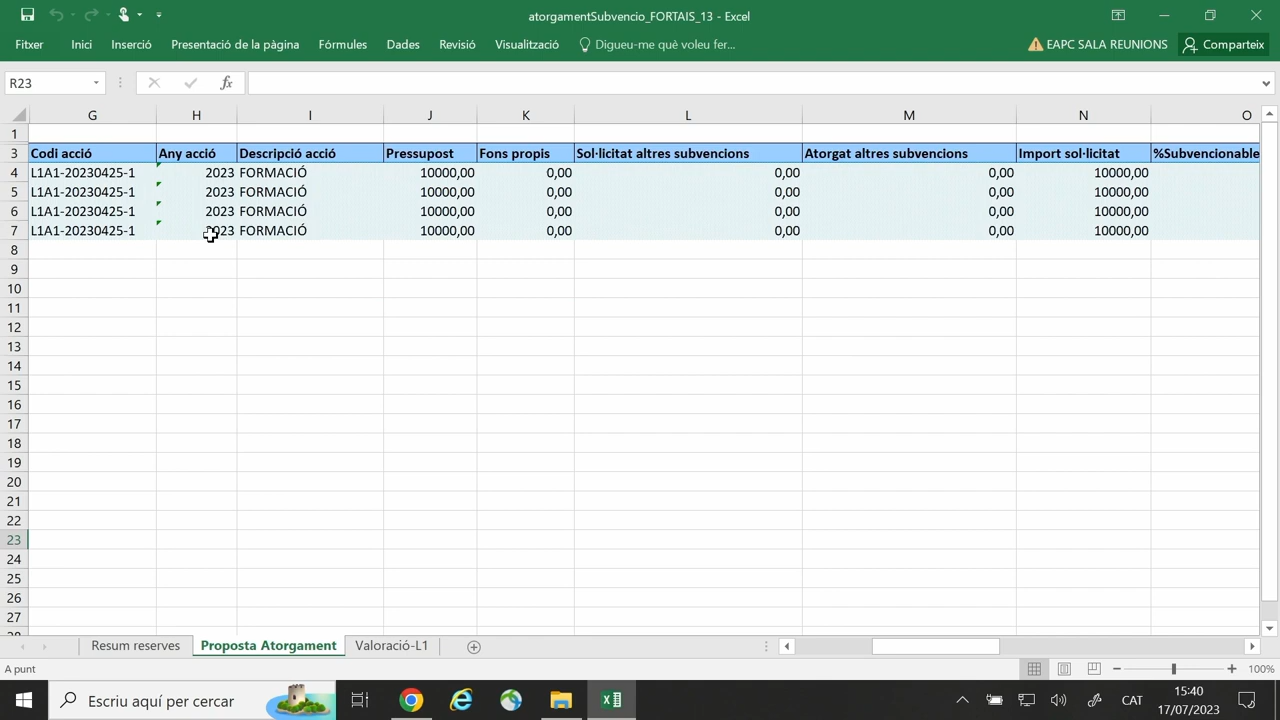 atorgamentSubvencio_FORTAIS_13 - Excel
Fitxer Inici Inserció Presentació de la pàgina Fórmules Dades Revisió Visualització Digueu-me què voleu fer... EAPC SALA REUNIONS Comparteix
R23 fx
G H I J K L M N O
1
3 Codi acció Any acció Descripció acció Pressupost Fons propis Sol·licitat altres subvencions Atorgat altres subvencions Import sol·licitat %Subvencionable
4 L1A1-20230425-1 2023 FORMACIÓ 10000,00 0,00 0,00 0,00 10000,00
5 L1A1-20230425-1 2023 FORMACIÓ 10000,00 0,00 0,00 0,00 10000,00
6 L1A1-20230425-1 2023 FORMACIÓ 10000,00 0,00 0,00 0,00 10000,00
7 L1A1-20230425-1 2023 FORMACIÓ 10000,00 0,00 0,00 0,00 10000,00
8
9
10
11
12
13
14
15
16
17
18
19
20
21
22
23
24
25
26
27
28
Resum reserves Proposta Atorgament Valoració-L1
A punt 100%
Escriu aquí per cercar CAT 15:40
17/07/2023